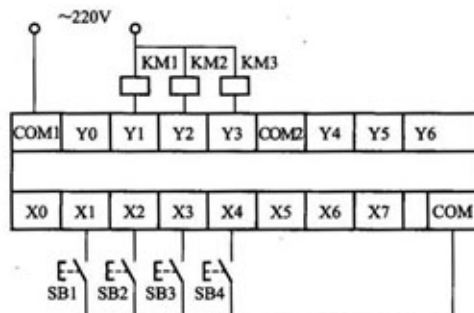 ~220V
KM1 KM2 KM3
COM1 Y0 Y1 Y2 Y3 COM2 Y4 Y5 Y6
X0 X1 X2 X3 X4 X5 X6 X7 COM
SB1 SB2 SB3 SB4